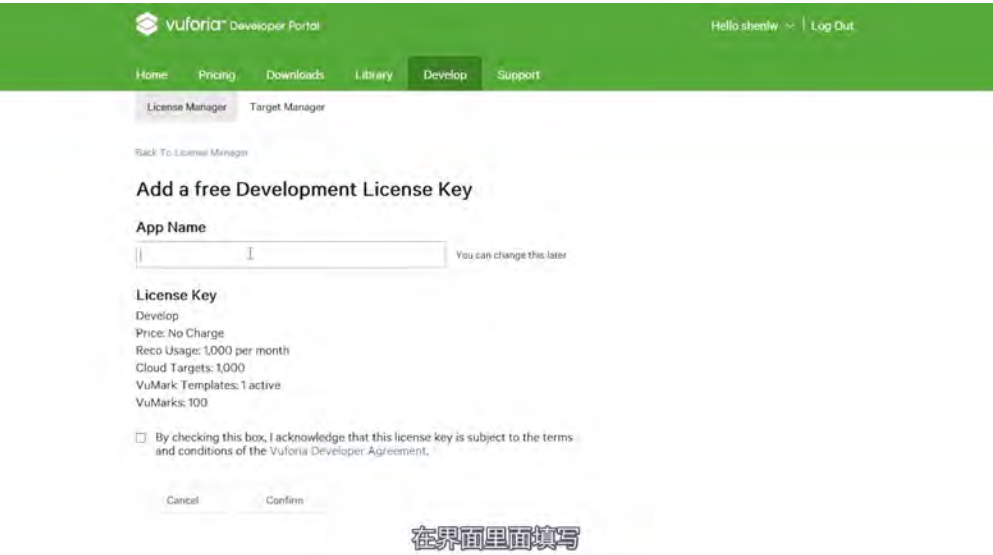 vuforia™ Developer Portal
Hello shenlw
Log Out
Home Pricing Downloads Library Develop Support
License Manager Target Manager
Back To License Manager
Add a free Development License Key
App Name
You can change this later
License Key
Develop
Price: No Charge
Reco Usage: 1,000 per month
Cloud Targets: 1,000
VuMark Templates: 1 active
VuMarks: 100
By checking this box, I acknowledge that this license key is subject to the terms
and conditions of the Vuforia Developer Agreement.
Cancel Confirm
在界面里面填写